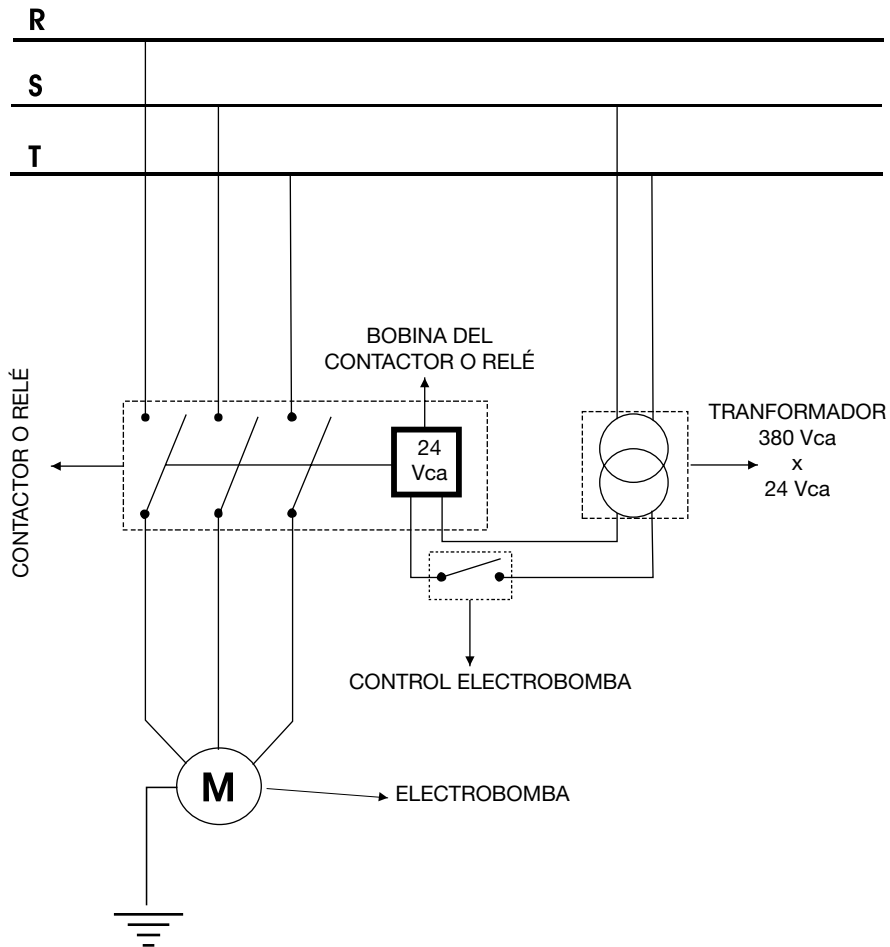 R
S
T
BOBINA DEL
CONTACTOR O RELÉ
CONTACTOR O RELÉ
24
Vca
TRANFORMADOR
380 Vca
x
24 Vca
CONTROL ELECTROBOMBA
M
ELECTROBOMBA